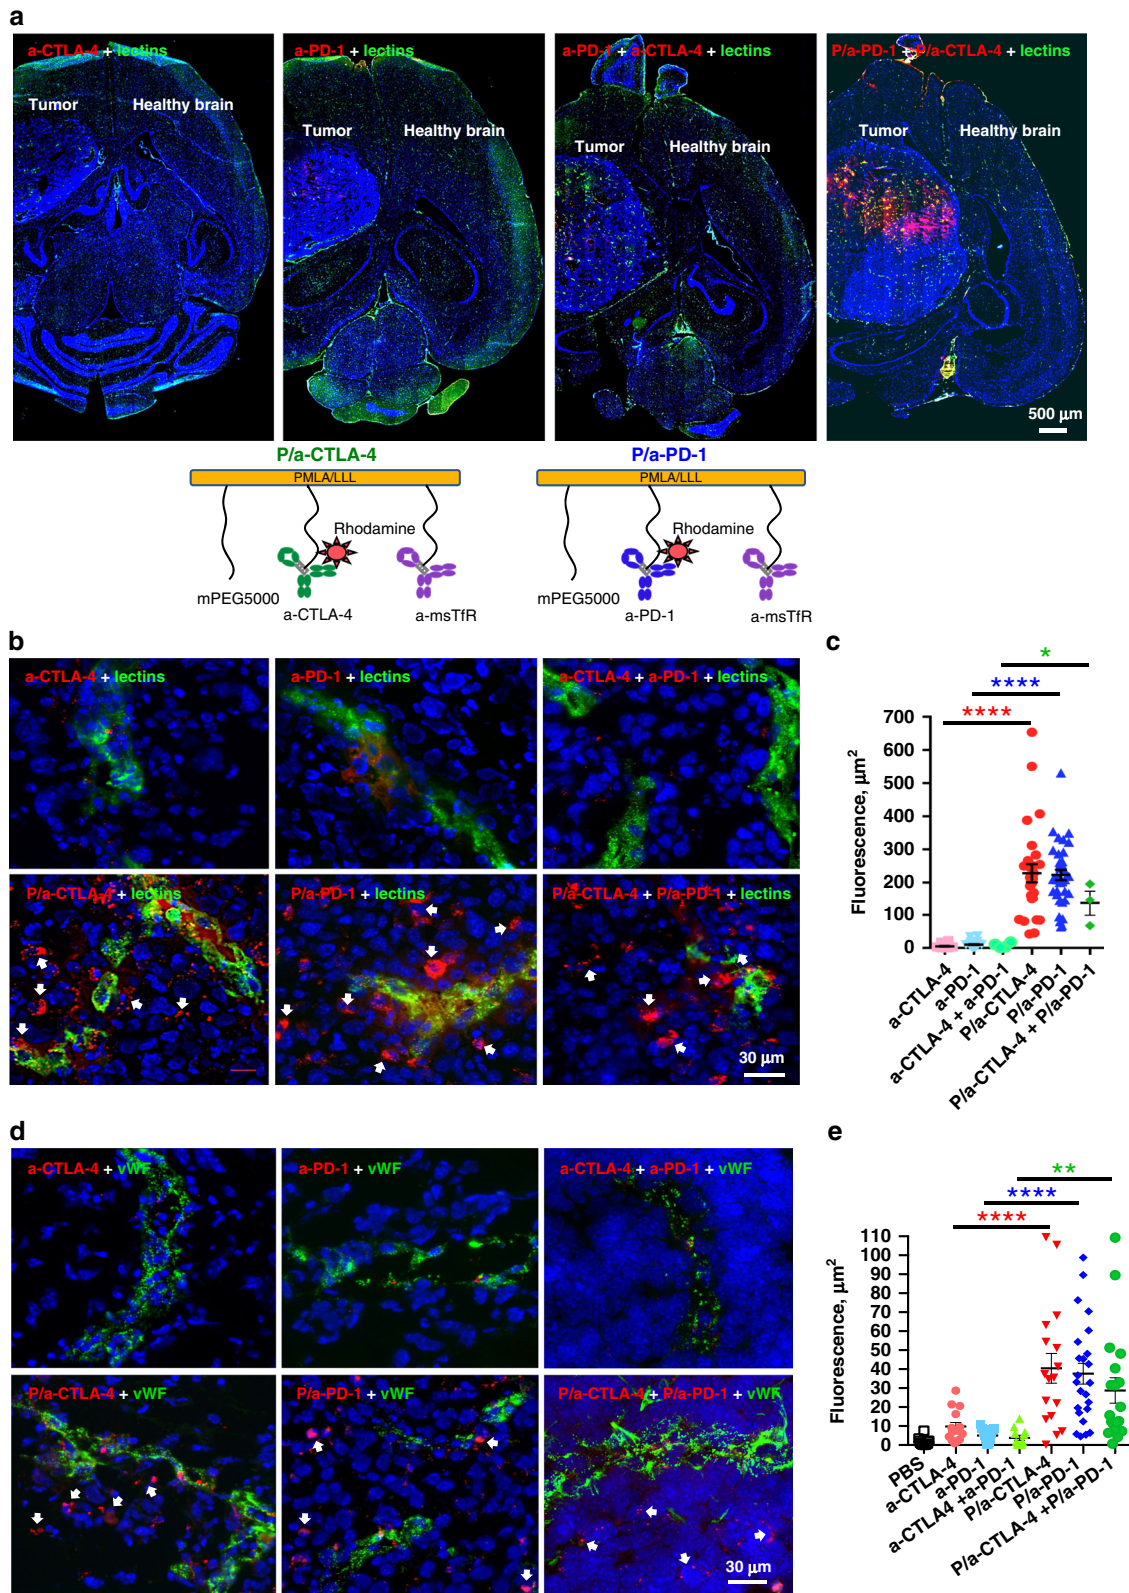 a
a-CTLA-4 + lectins
a-PD-1 + lectins
a-PD-1 + a-CTLA-4 + lectins
P/a-PD-1 + P/a-CTLA-4 + lectins
Tumor Healthy brain
Tumor Healthy brain
Tumor Healthy brain
Tumor Healthy brain
500 μm
P/a-CTLA-4
PMLA/LLL
Rhodamine
mPEG5000
a-CTLA-4
a-msTfR
P/a-PD-1
PMLA/LLL
Rhodamine
mPEG5000
a-PD-1
a-msTfR
b
a-CTLA-4 + lectins
a-PD-1 + lectins
a-CTLA-4 + a-PD-1 + lectins
P/a-CTLA-4 + lectins
P/a-PD-1 + lectins
P/a-CTLA-4 + P/a-PD-1 + lectins
30 μm
c
*
****
****
Fluorescence, μm²
700
600
500
400
300
200
100
0
a-CTLA-4
a-PD-1
a-CTLA-4 + a-PD-1
P/a-CTLA-4
P/a-PD-1
P/a-CTLA-4 + P/a-PD-1
d
a-CTLA-4 + vWF
a-PD-1 + vWF
a-CTLA-4 + a-PD-1 + vWF
P/a-CTLA-4 + vWF
P/a-PD-1 + vWF
P/a-CTLA-4 + P/a-PD-1 + vWF
30 μm
e
**
****
****
Fluorescence, μm²
110
100
90
80
70
60
50
40
30
20
10
0
PBS
a-CTLA-4
a-PD-1
a-CTLA4 +a-PD-1
P/a-CTLA-4
P/a-PD-1
P/a-CTLA-4 +P/a-PD-1